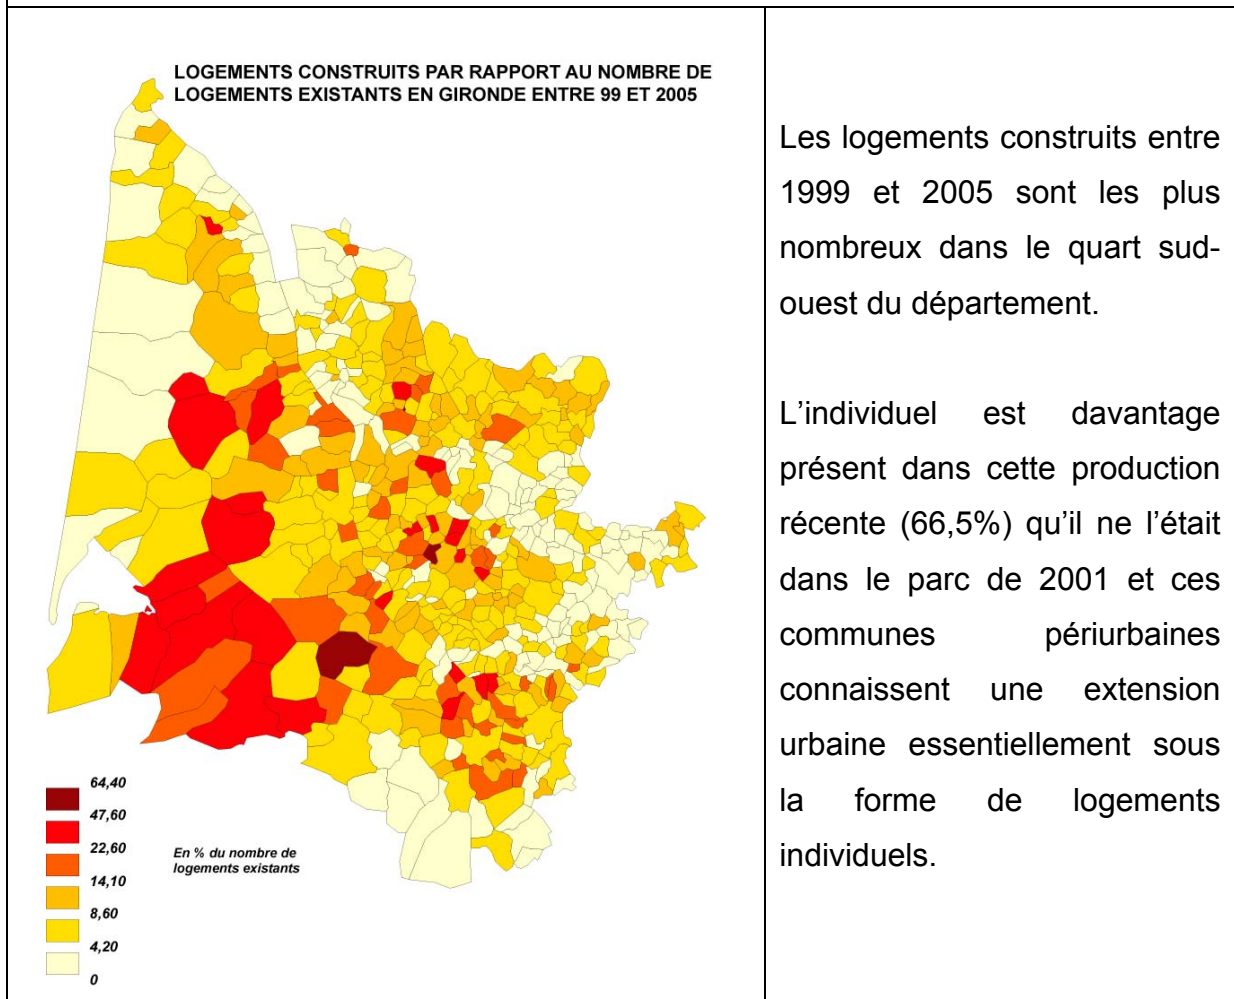 LOGEMENTS CONSTRUITS PAR RAPPORT AU NOMBRE DE
LOGEMENTS EXISTANTS EN GIRONDE ENTRE 99 ET 2005
64,40
47,60
22,60
14,10
8,60
4,20
0
En % du nombre de
logements existants
Les logements construits entre
1999 et 2005 sont les plus
nombreux dans le quart sud-
ouest du département.
L'individuel est davantage
présent dans cette production
récente (66,5%) qu'il ne l'était
dans le parc de 2001 et ces
communes périurbaines
connaissent une extension
urbaine essentiellement sous
la forme de logements
individuels.